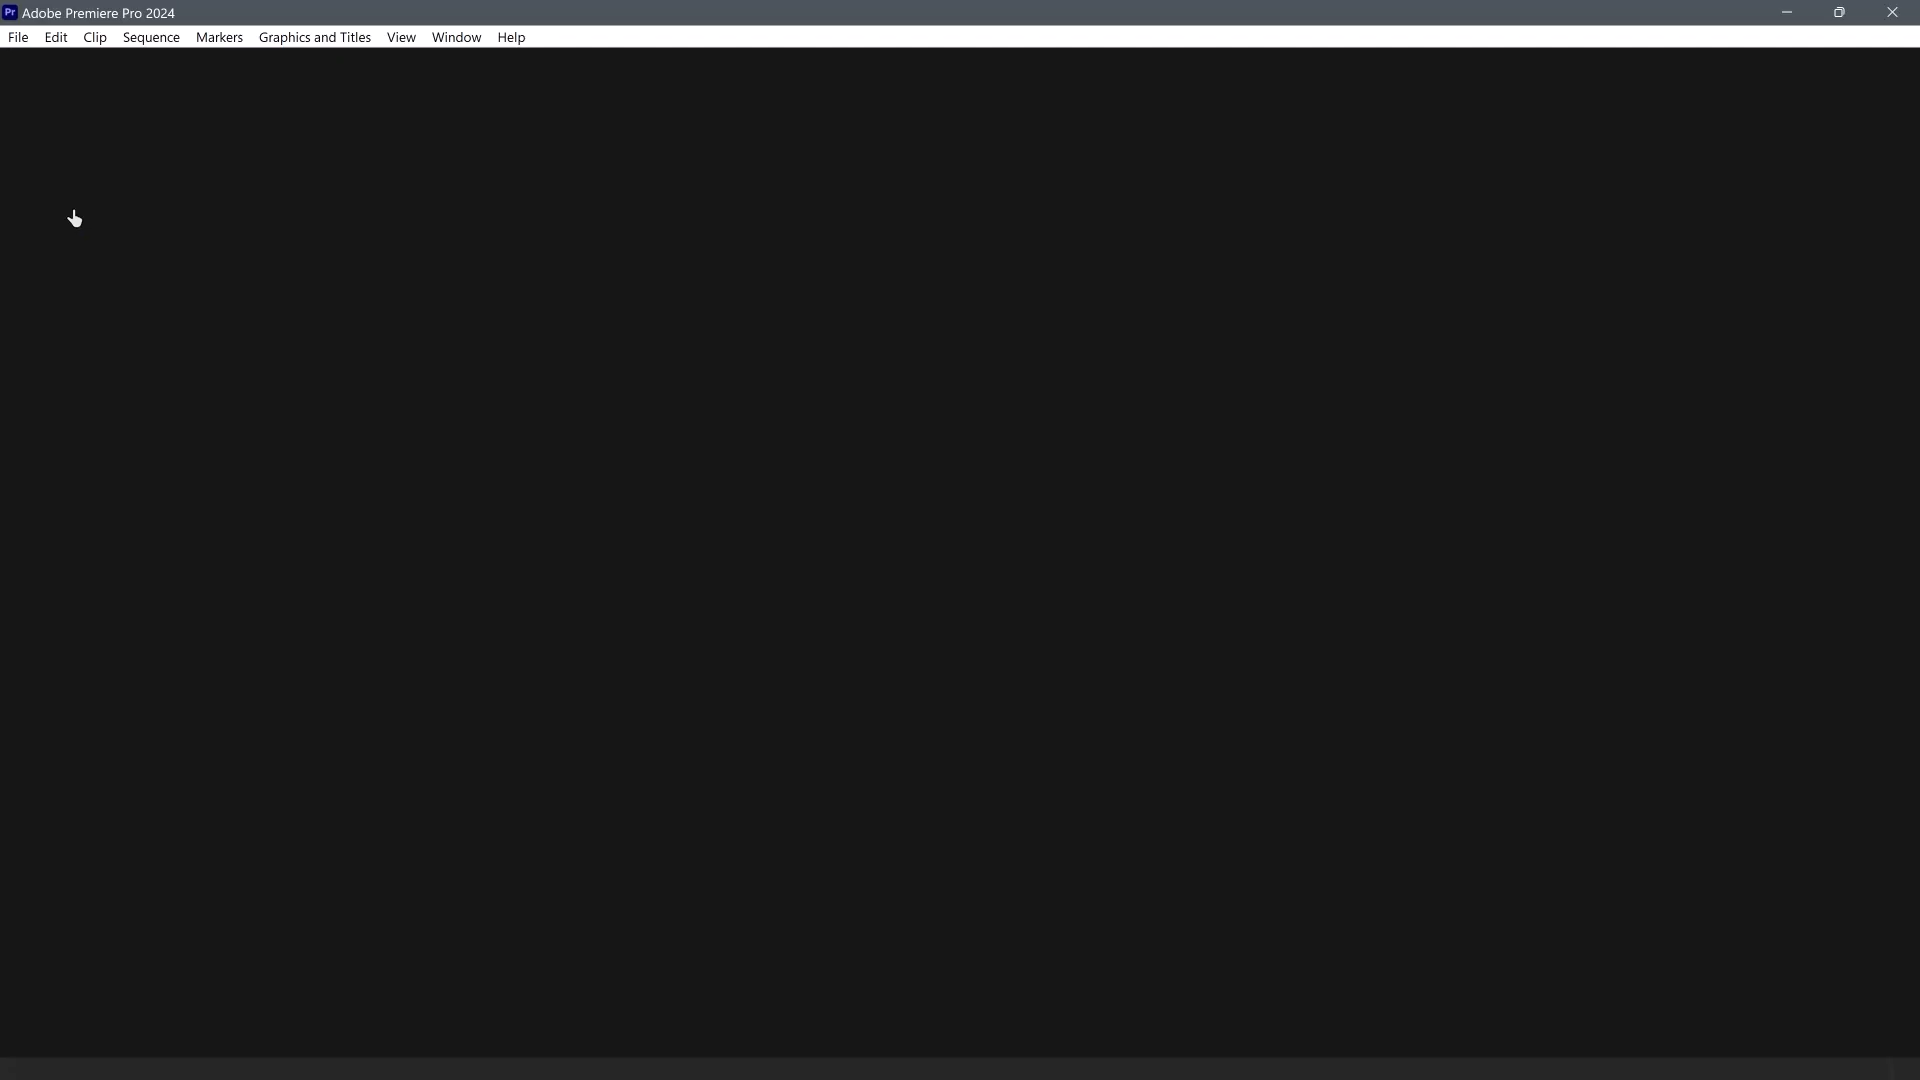 Pr Adobe Premiere Pro 2024
File Edit Clip Sequence Markers Graphics and Titles View Window Help